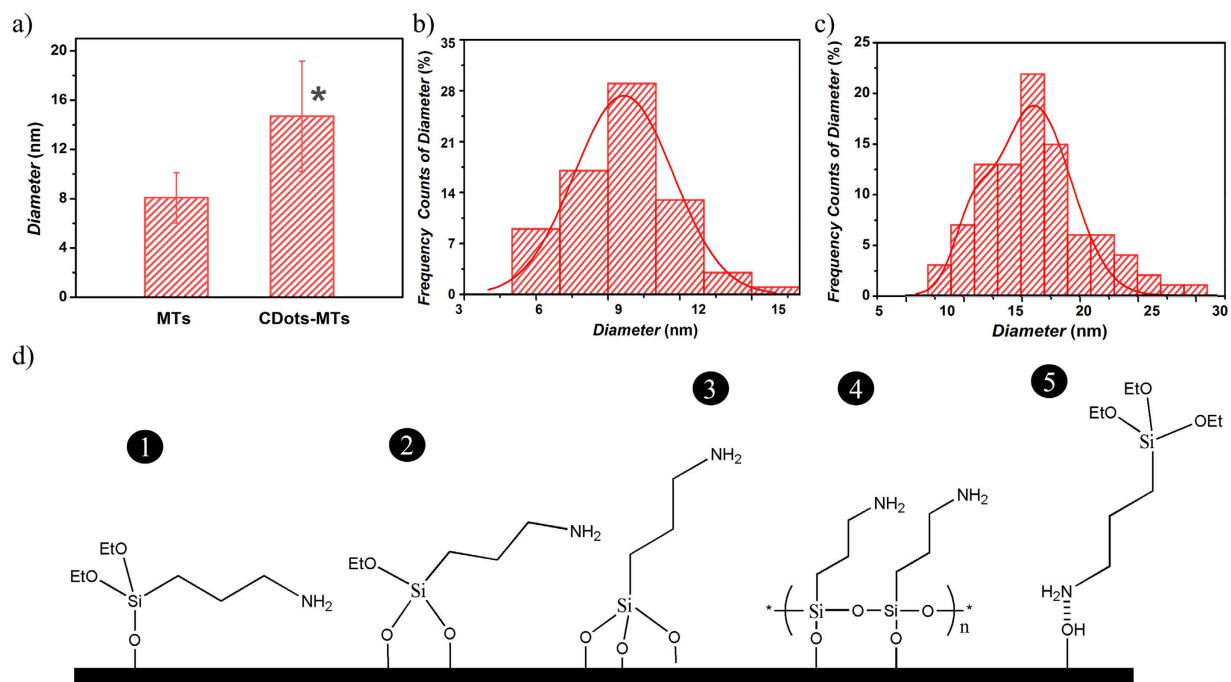 a)
Diameter (nm)
20
16
12
8
4
0
*
MTs
CDots-MTs
b)
Frequency Counts of Diameter (%)
35
28
21
14
7
0
3
6
9
12
15
Diameter (nm)
c)
Frequency Counts of Diameter (%)
25
20
15
10
5
0
5
10
15
20
25
30
Diameter (nm)
d)
1
EtO
EtO
Si
NH2
O
2
EtO
Si
NH2
O
O
3
NH2
Si
O
O
O
4
NH2
NH2
*
Si
O
Si
O
*
n
O
O
5
EtO
EtO
OEt
Si
H2N
OH